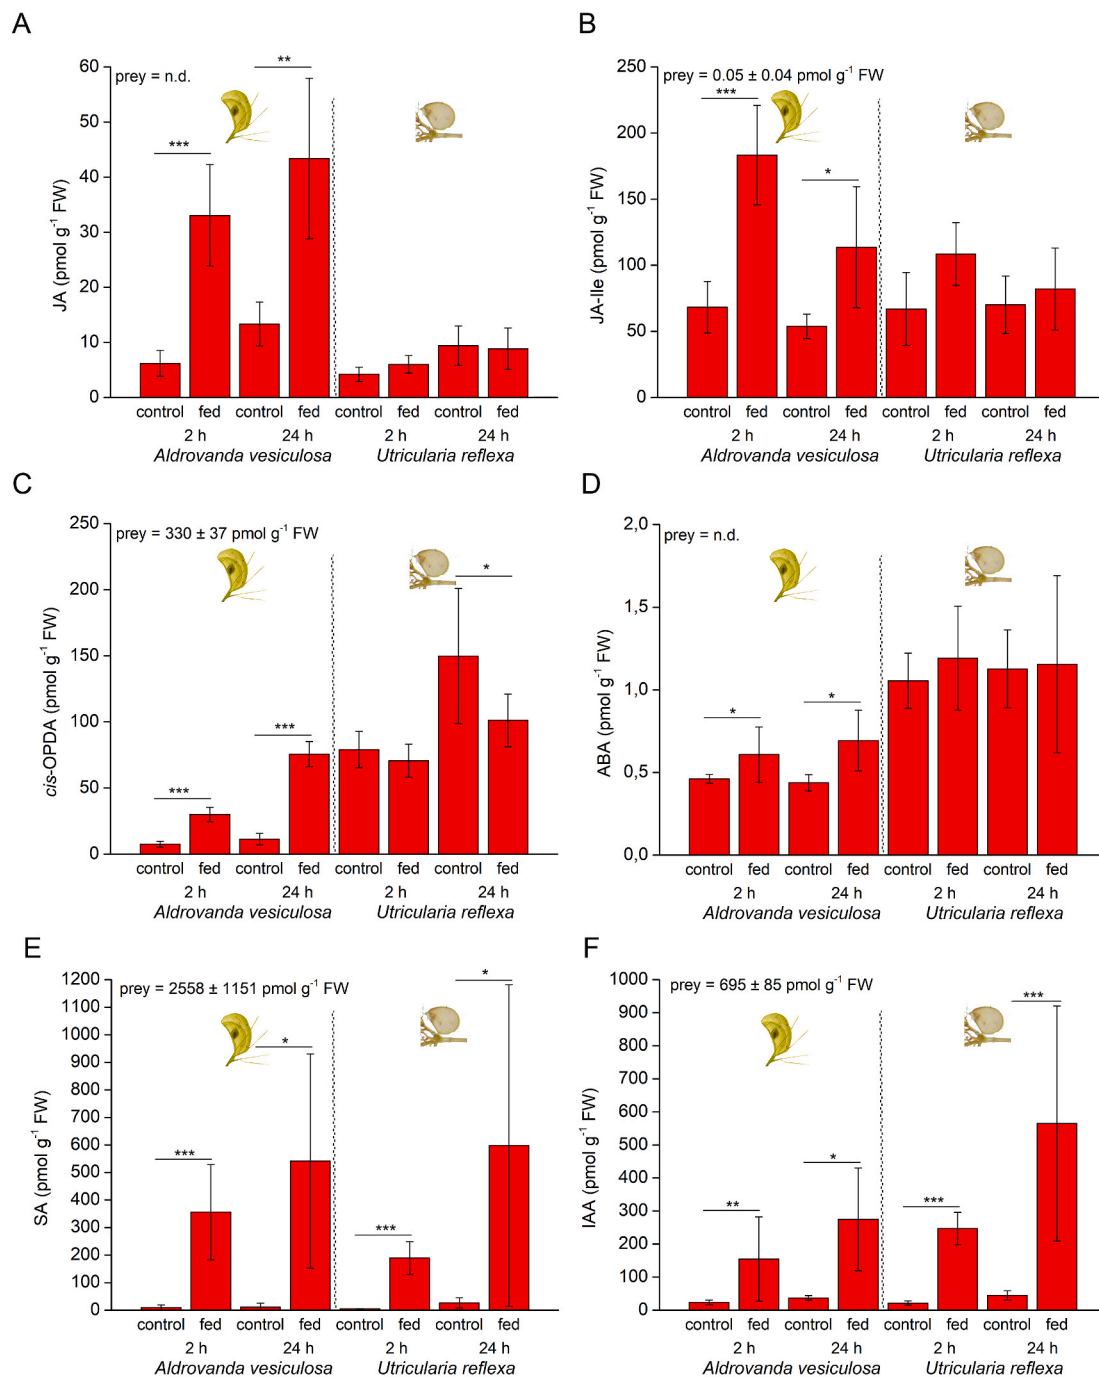 A
JA (pmol g⁻¹ FW)
60
50
40
30
20
10
0
prey = n.d.
***
**
control fed control fed control fed control fed
2 h 24 h 2 h 24 h
Aldrovanda vesiculosa Utricularia reflexa
B
JA-Ile (pmol g⁻¹ FW)
250
200
150
100
50
0
prey = 0.05 ± 0.04 pmol g⁻¹ FW
***
*
control fed control fed control fed control fed
2 h 24 h 2 h 24 h
Aldrovanda vesiculosa Utricularia reflexa
C
cis-OPDA (pmol g⁻¹ FW)
250
200
150
100
50
0
prey = 330 ± 37 pmol g⁻¹ FW
***
***
*
control fed control fed control fed control fed
2 h 24 h 2 h 24 h
Aldrovanda vesiculosa Utricularia reflexa
D
ABA (pmol g⁻¹ FW)
2,0
1,5
1,0
0,5
0,0
prey = n.d.
*
*
control fed control fed control fed control fed
2 h 24 h 2 h 24 h
Aldrovanda vesiculosa Utricularia reflexa
E
SA (pmol g⁻¹ FW)
1200
1100
1000
900
800
700
600
500
400
300
200
100
0
prey = 2558 ± 1151 pmol g⁻¹ FW
***
*
***
*
control fed control fed control fed control fed
2 h 24 h 2 h 24 h
Aldrovanda vesiculosa Utricularia reflexa
F
IAA (pmol g⁻¹ FW)
1000
900
800
700
600
500
400
300
200
100
0
prey = 695 ± 85 pmol g⁻¹ FW
**
*
***
***
control fed control fed control fed control fed
2 h 24 h 2 h 24 h
Aldrovanda vesiculosa Utricularia reflexa